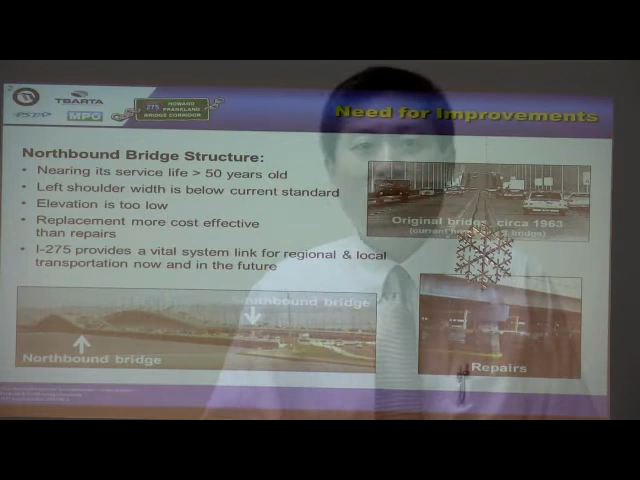 TBARTA
MPO
275
HOWARD
FRANKLAND
BRIDGE CORRIDOR
Need for Improvements
Northbound Bridge Structure:
• Nearing its service life > 50 years old
• Left shoulder width is below current standard
• Elevation is too low
• Replacement more cost effective
than repairs
• I-275 provides a vital system link for regional & local
transportation now and in the future
Original bridge circa 1963
Southbound bridge
Northbound bridge
Repairs